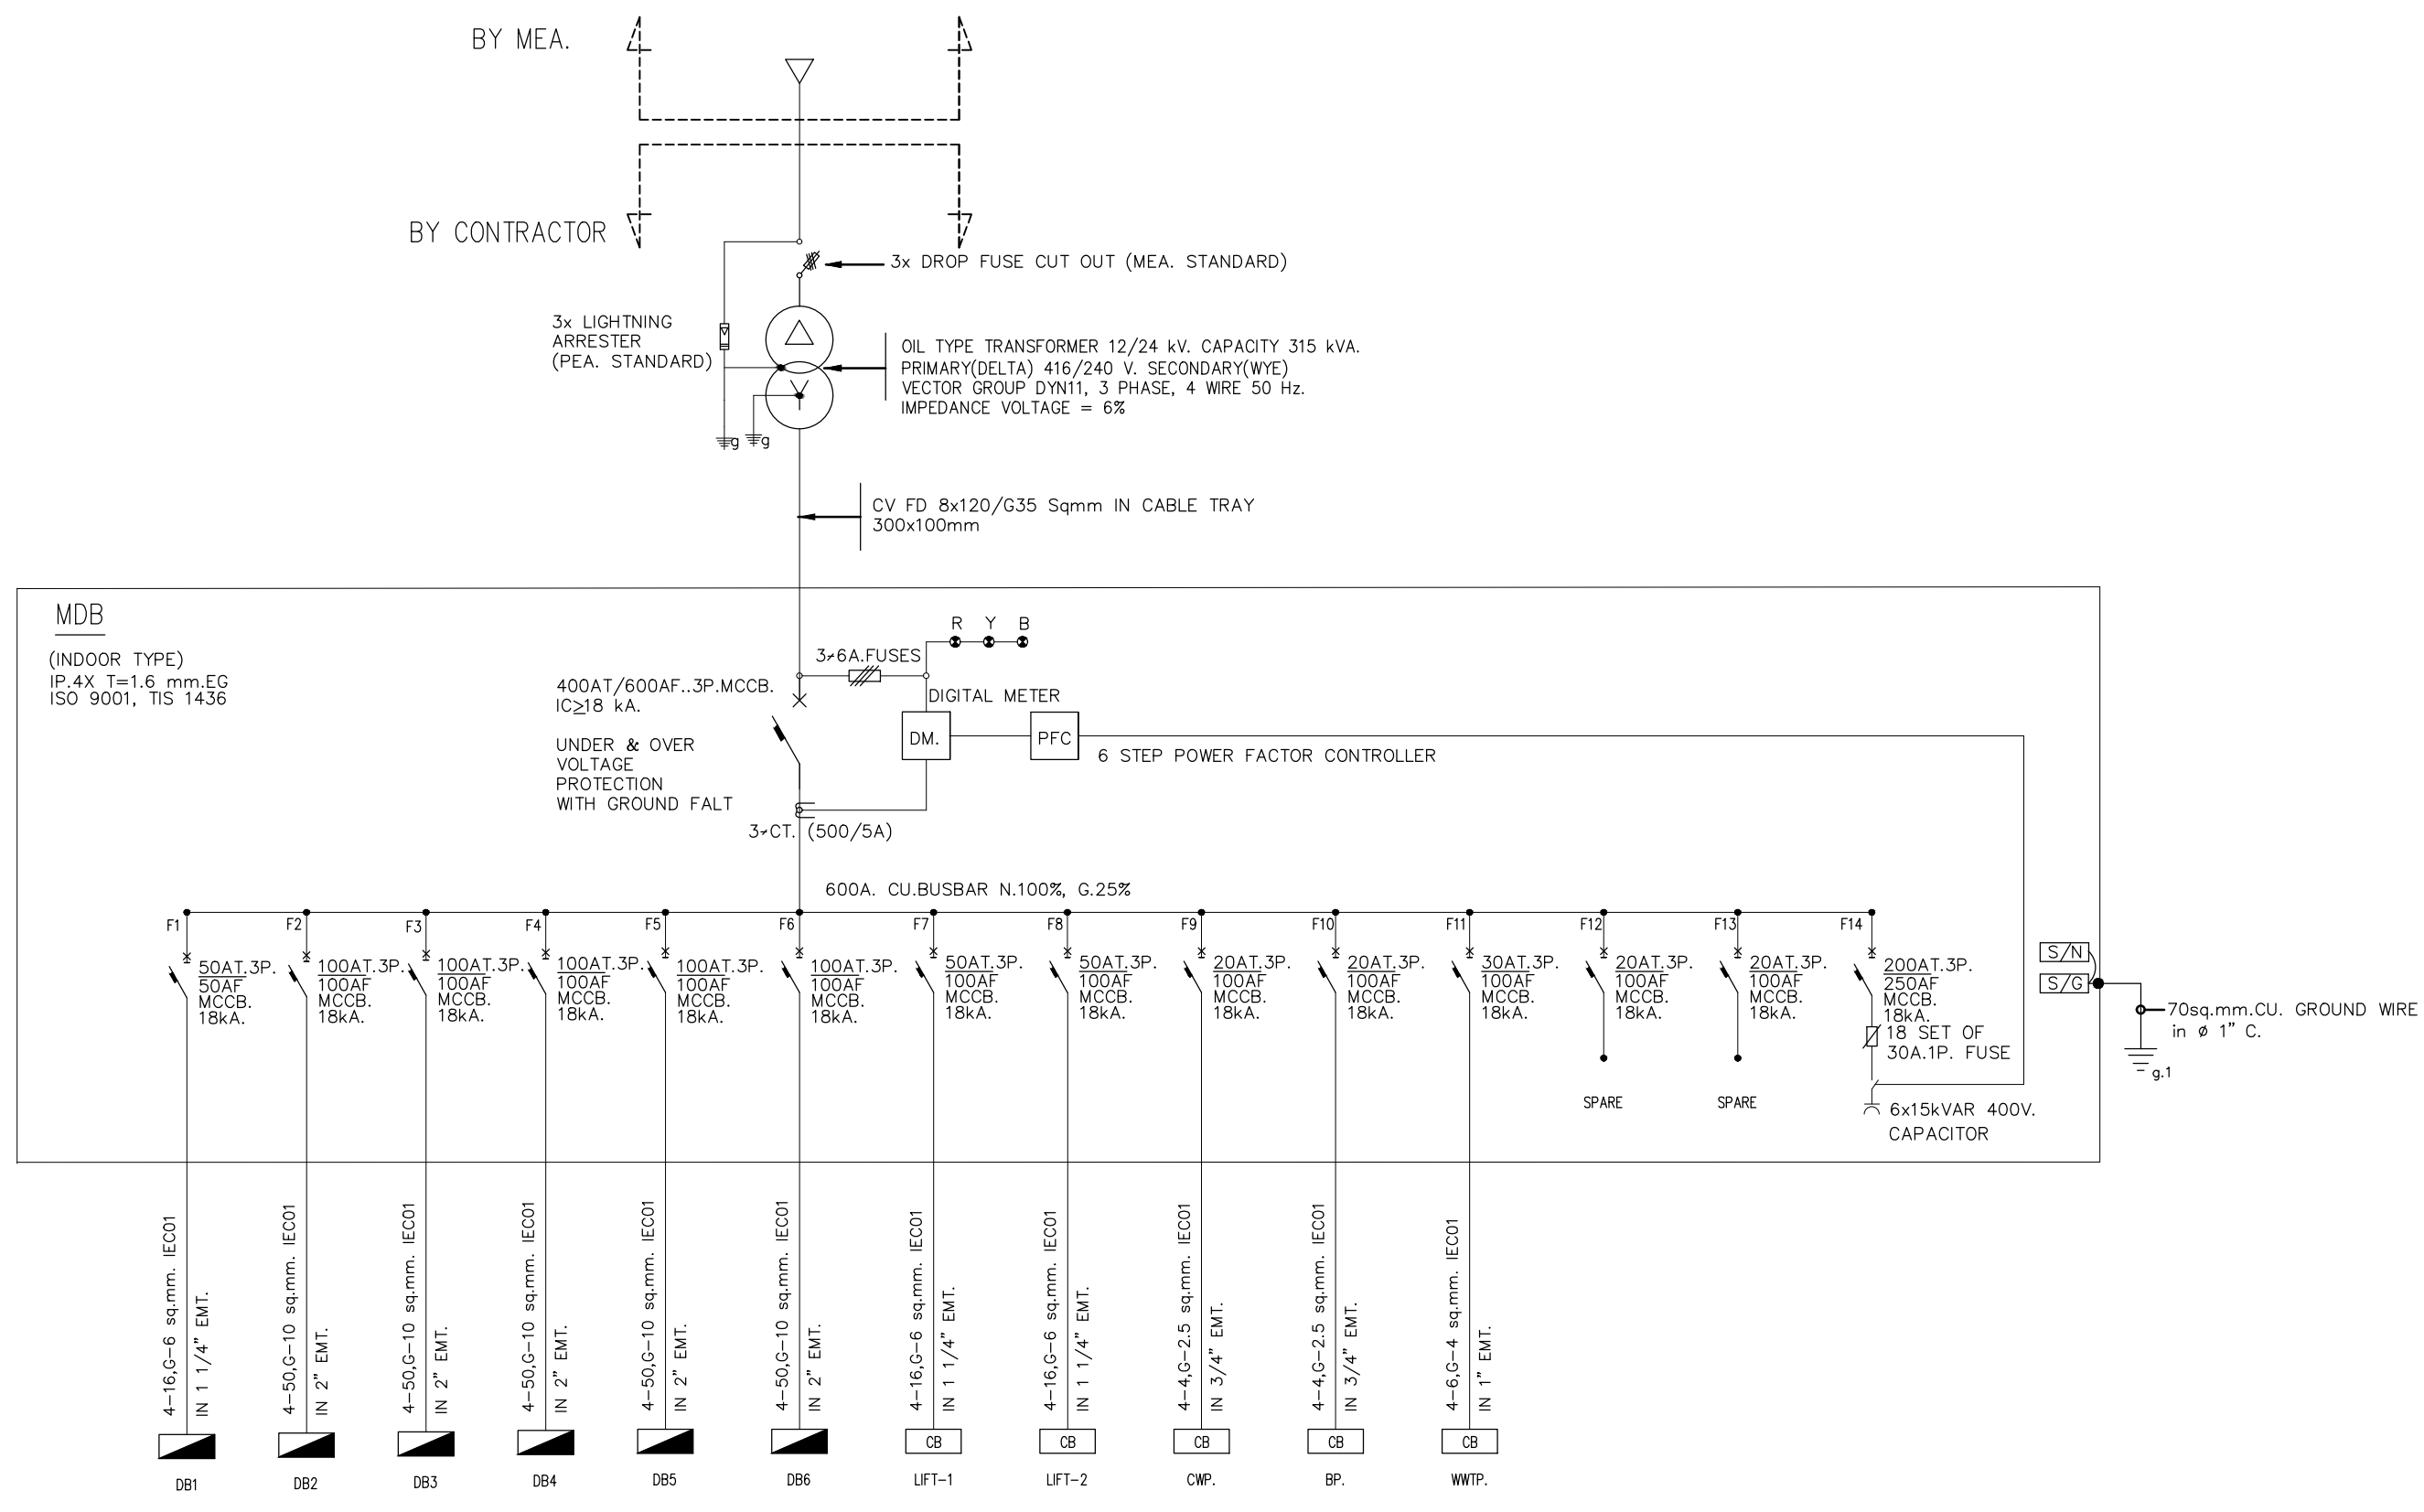 BY MEA.
BY CONTRACTOR
3x DROP FUSE CUT OUT (MEA. STANDARD)
3x LIGHTNING
ARRESTER
(PEA. STANDARD)
OIL TYPE TRANSFORMER 12/24 kV. CAPACITY 315 kVA.
PRIMARY(DELTA) 416/240 V. SECONDARY(WYE)
VECTOR GROUP DYN11, 3 PHASE, 4 WIRE 50 Hz.
IMPEDANCE VOLTAGE = 6%
g
g
CV FD 8x120/G35 Sqmm IN CABLE TRAY
300x100mm
MDB
(INDOOR TYPE)
IP.4X T=1.6 mm.EG
ISO 9001, TIS 1436
R Y B
3≠6A.FUSES
400AT/600AF..3P.MCCB.
IC≥18 kA.
UNDER & OVER
VOLTAGE
PROTECTION
WITH GROUND FALT
DIGITAL METER
DM.
PFC
6 STEP POWER FACTOR CONTROLLER
3≠CT. (500/5A)
600A. CU.BUSBAR N.100%, G.25%
F1
50AT.3P.
50AF
MCCB.
18kA.
F2
100AT.3P.
100AF
MCCB.
18kA.
F3
100AT.3P.
100AF
MCCB.
18kA.
F4
100AT.3P.
100AF
MCCB.
18kA.
F5
100AT.3P.
100AF
MCCB.
18kA.
F6
100AT.3P.
100AF
MCCB.
18kA.
F7
50AT.3P.
100AF
MCCB.
18kA.
F8
50AT.3P.
100AF
MCCB.
18kA.
F9
20AT.3P.
100AF
MCCB.
18kA.
F10
20AT.3P.
100AF
MCCB.
18kA.
F11
30AT.3P.
100AF
MCCB.
18kA.
F12
20AT.3P.
100AF
MCCB.
18kA.
SPARE
F13
20AT.3P.
100AF
MCCB.
18kA.
SPARE
F14
200AT.3P.
250AF
MCCB.
18kA.
18 SET OF
30A.1P. FUSE
6x15kVAR 400V.
CAPACITOR
S/N
S/G
70sq.mm.CU. GROUND WIRE
in ø 1" C.
g.1
4-16,G-6 sq.mm. IEC01
IN 1 1/4" EMT.
4-50,G-10 sq.mm. IEC01
IN 2" EMT.
4-50,G-10 sq.mm. IEC01
IN 2" EMT.
4-50,G-10 sq.mm. IEC01
IN 2" EMT.
4-50,G-10 sq.mm. IEC01
IN 2" EMT.
4-50,G-10 sq.mm. IEC01
IN 2" EMT.
4-16,G-6 sq.mm. IEC01
IN 1 1/4" EMT.
4-16,G-6 sq.mm. IEC01
IN 1 1/4" EMT.
4-4,G-2.5 sq.mm. IEC01
IN 3/4" EMT.
4-4,G-2.5 sq.mm. IEC01
IN 3/4" EMT.
4-6,G-4 sq.mm. IEC01
IN 1" EMT.
CB CB CB CB CB
DB1 DB2 DB3 DB4 DB5 DB6 LIFT-1 LIFT-2 CWP. BP. WWTP.